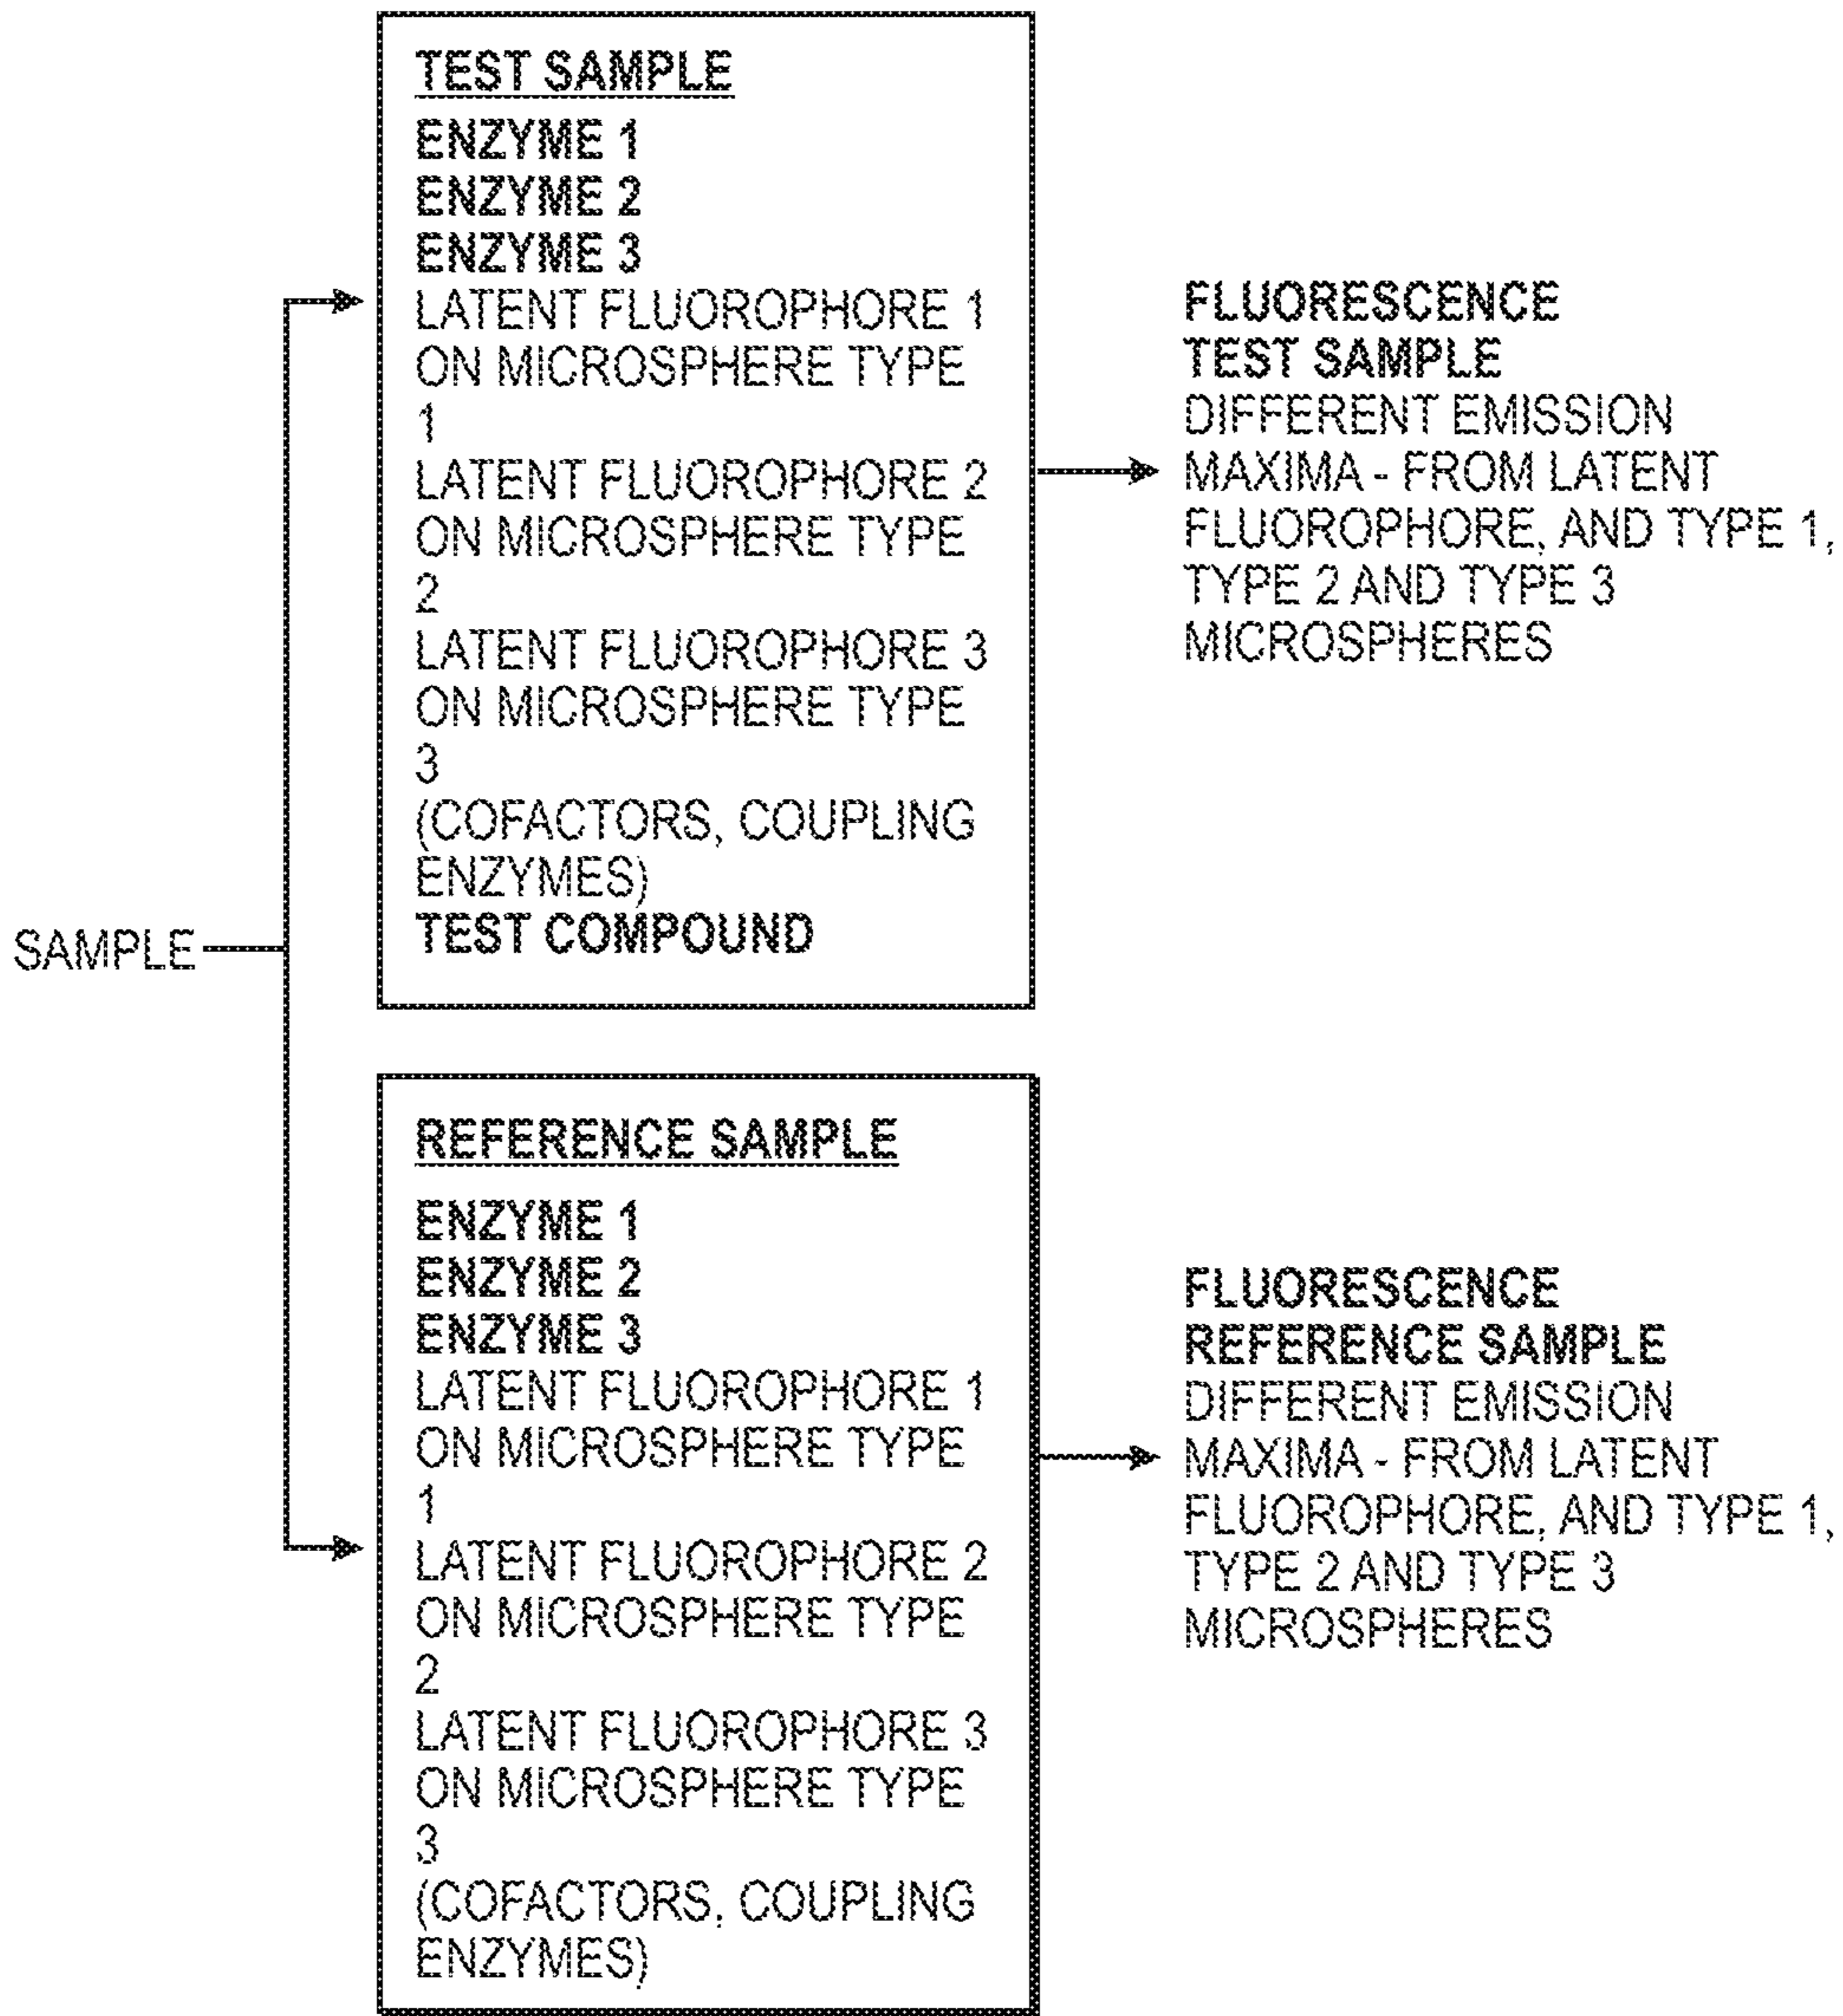 SAMPLE
TEST SAMPLE
ENZYME 1
ENZYME 2
ENZYME 3
LATENT FLUOROPHORE 1
ON MICROSPHERE TYPE
1
LATENT FLUOROPHORE 2
ON MICROSPHERE TYPE
2
LATENT FLUOROPHORE 3
ON MICROSPHERE TYPE
3
(COFACTORS, COUPLING
ENZYMES)
TEST COMPOUND
FLUORESCENCE
TEST SAMPLE
DIFFERENT EMISSION
MAXIMA - FROM LATENT
FLUOROPHORE, AND TYPE 1,
TYPE 2 AND TYPE 3
MICROSPHERES
REFERENCE SAMPLE
ENZYME 1
ENZYME 2
ENZYME 3
LATENT FLUOROPHORE 1
ON MICROSPHERE TYPE
1
LATENT FLUOROPHORE 2
ON MICROSPHERE TYPE
2
LATENT FLUOROPHORE 3
ON MICROSPHERE TYPE
3
(COFACTORS, COUPLING
ENZYMES)
FLUORESCENCE
REFERENCE SAMPLE
DIFFERENT EMISSION
MAXIMA - FROM LATENT
FLUOROPHORE, AND TYPE 1,
TYPE 2 AND TYPE 3
MICROSPHERES